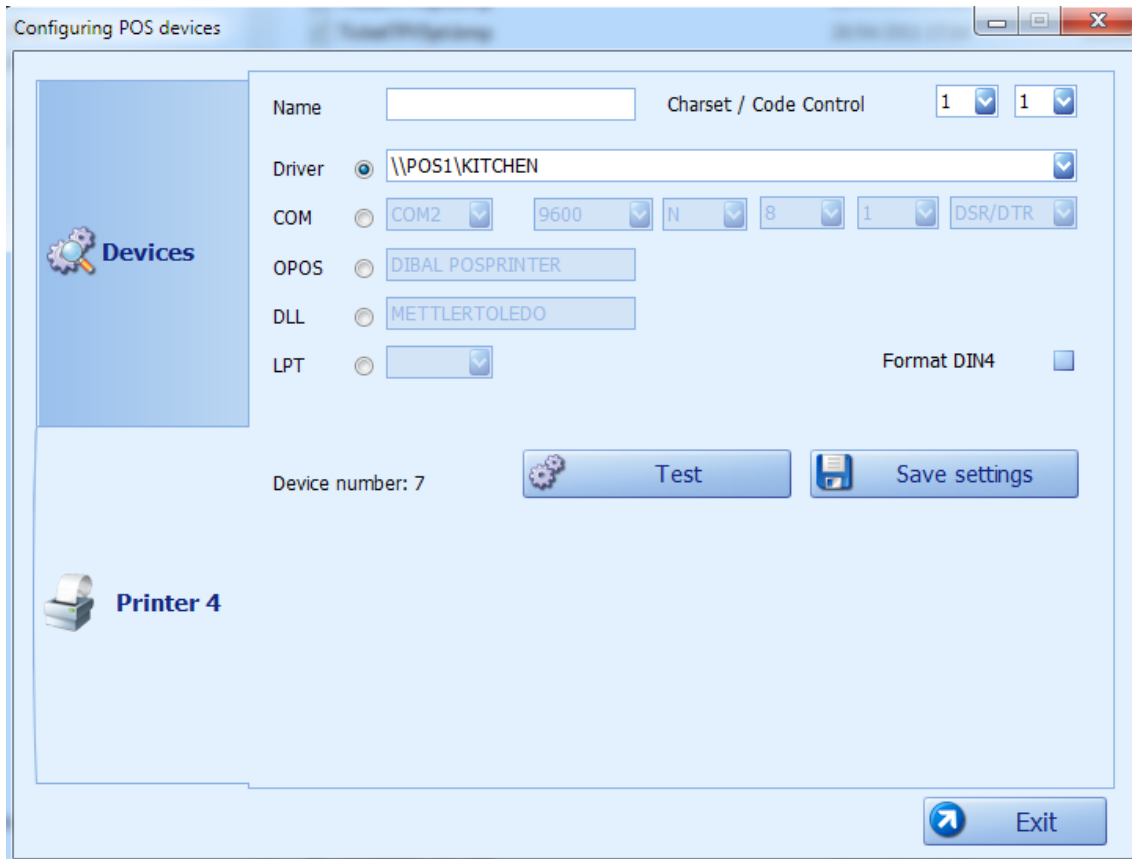 Configuring POS devices
Name
Charset / Code Control
1
1
Driver
\\POS1\KITCHEN
COM
COM2
9600
N
8
1
DSR/DTR
Devices
OPOS
DIBAL POSPRINTER
DLL
METTLERTOLEDO
LPT
Format DIN4
Device number: 7
Test
Save settings
Printer 4
Exit